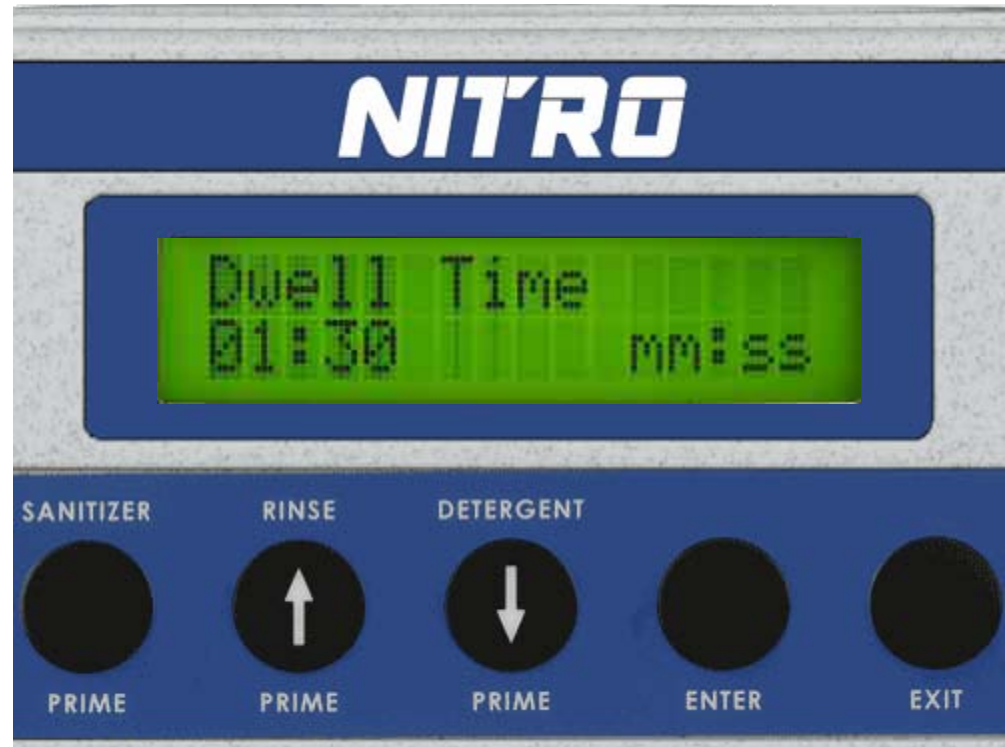 NITRO
Dwell Time
01:30 mm:ss
SANITIZER RINSE DETERGENT
PRIME PRIME PRIME ENTER EXIT